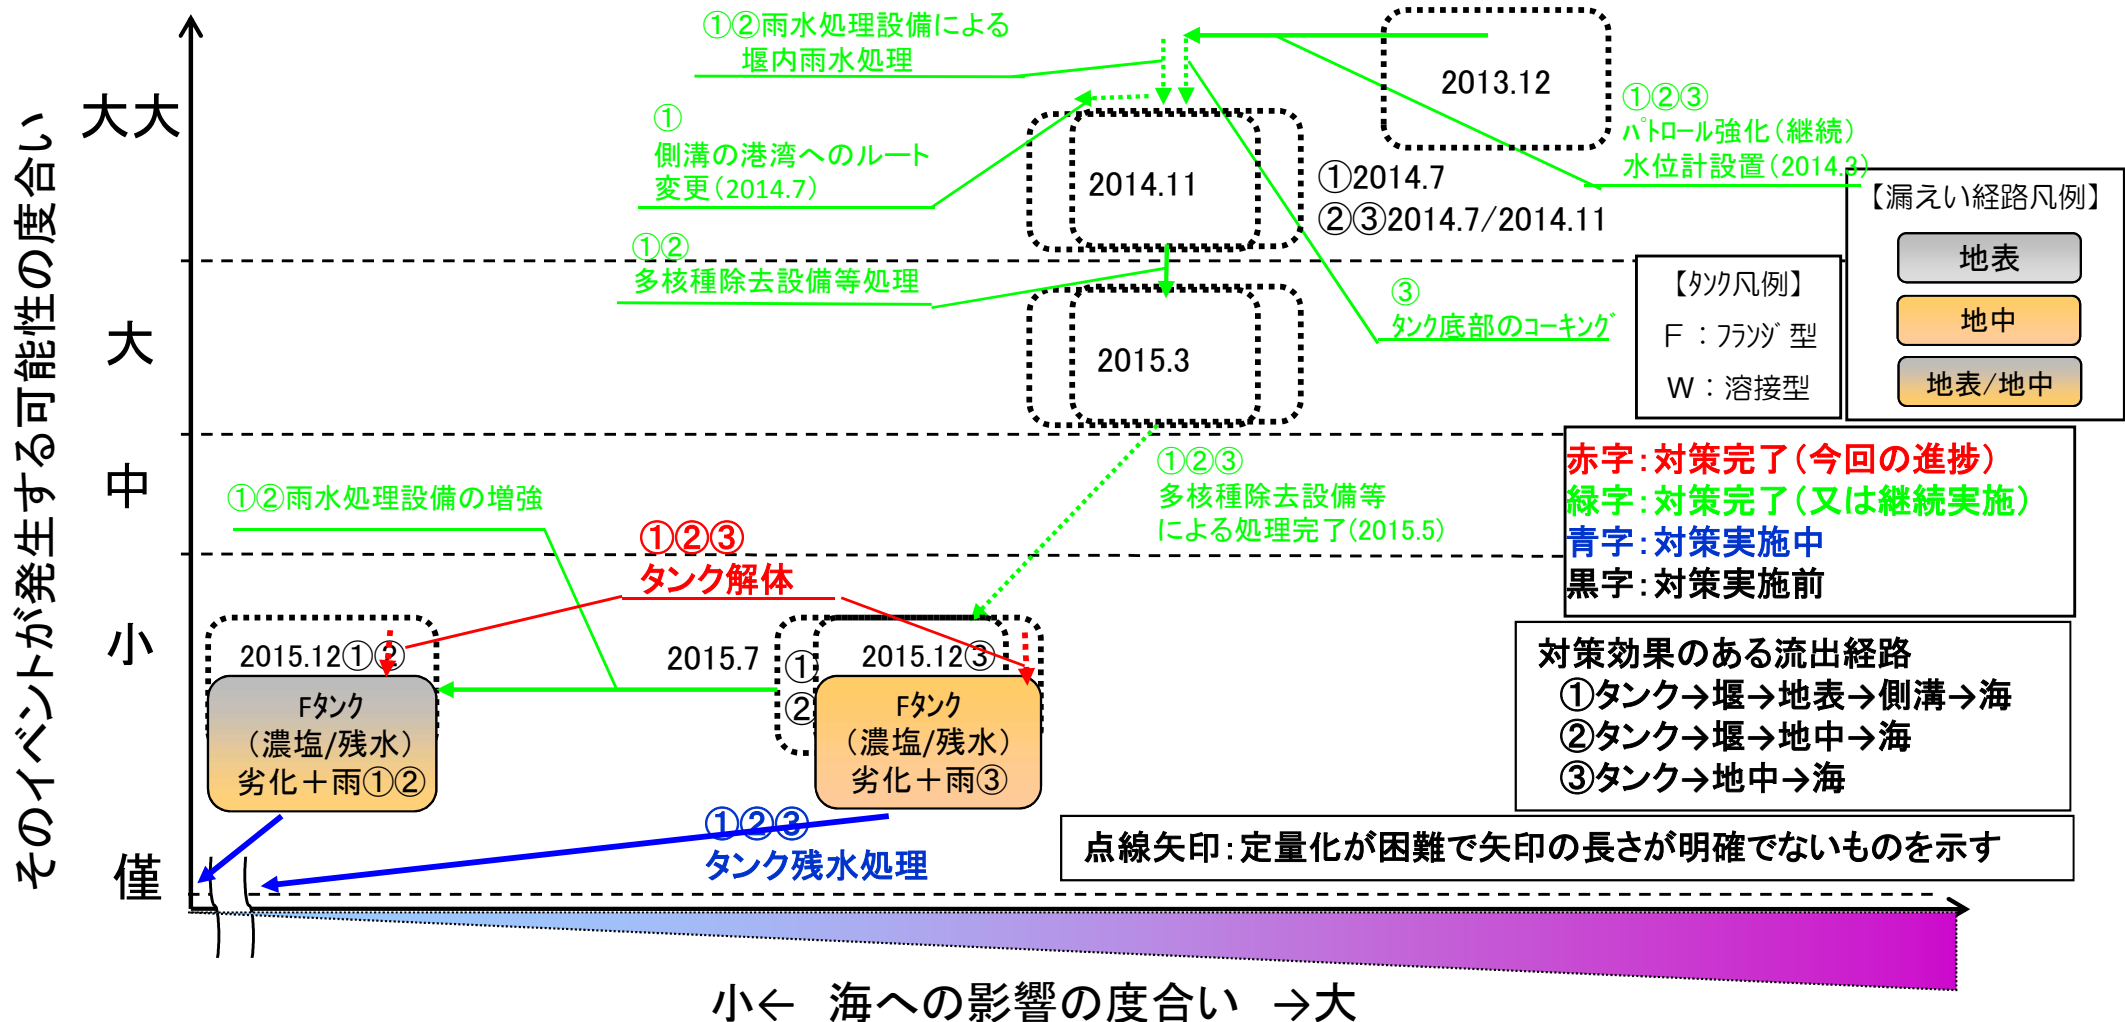 そのイベントが発生する可能性の度合い
大大
大
中
小
僅
①②雨水処理設備による
堰内雨水処理
①
側溝の港湾へのルート
変更(2014.7)
①②
多核種除去設備等処理
2013.12
①②③
ﾊﾟﾄﾛｰﾙ強化(継続)
水位計設置(2014.3)
2014.11
①2014.7
②③2014.7/2014.11
2015.3
③
ﾀﾝｸ底部のｺｰｷﾝｸﾞ
【漏えい経路凡例】
地表
地中
地表/地中
【ﾀﾝｸ凡例】
F：ﾌﾗﾝｼﾞ型
W：溶接型
①②③
多核種除去設備等
による処理完了(2015.5)
①②雨水処理設備の増強
①②③
タンク解体
赤字：対策完了(今回の進捗)
緑字：対策完了(又は継続実施)
青字：対策実施中
黒字：対策実施前
2015.12①②
Fﾀﾝｸ
(濃塩/残水)
劣化＋雨①②
2015.7
①
②
2015.12③
Fﾀﾝｸ
(濃塩/残水)
劣化＋雨③
対策効果のある流出経路
①タンク→堰→地表→側溝→海
②タンク→堰→地中→海
③タンク→地中→海
①②③
タンク残水処理
点線矢印：定量化が困難で矢印の長さが明確でないものを示す
小← 海への影響の度合い →大